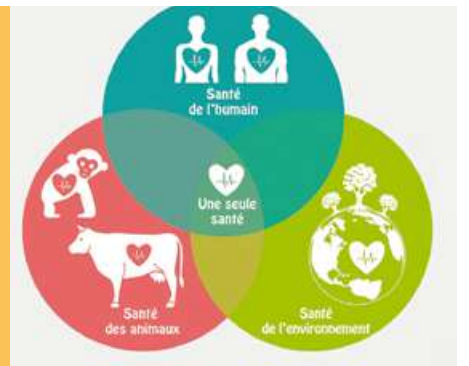 Santé
de l'humain
Une seule
santé
Santé
des animaux
Santé
de l'environnement